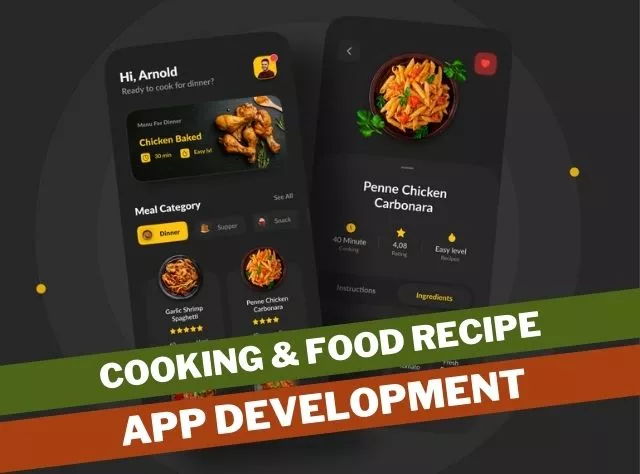 Hi, Arnold
Ready to cook for dinner?
Menu For Dinner
Chicken Baked
30 min
Easy lvl
Meal Category
See All
Dinner
Supper
Snack
Garlic Shrimp
Spaghetti
Penne Chicken
Carbonara
Penne Chicken
Carbonara
40 Minute
Cooking
4,08
Rating
Easy level
Recipes
Instructions
Ingredients
Fresh
COOKING & FOOD RECIPE
APP DEVELOPMENT